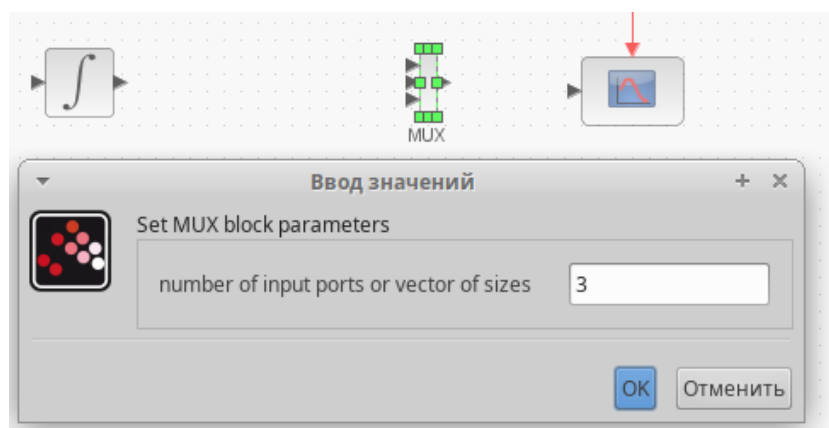 MUX
Ввод значений
Set MUX block parameters
number of input ports or vector of sizes 3
OK Отменить